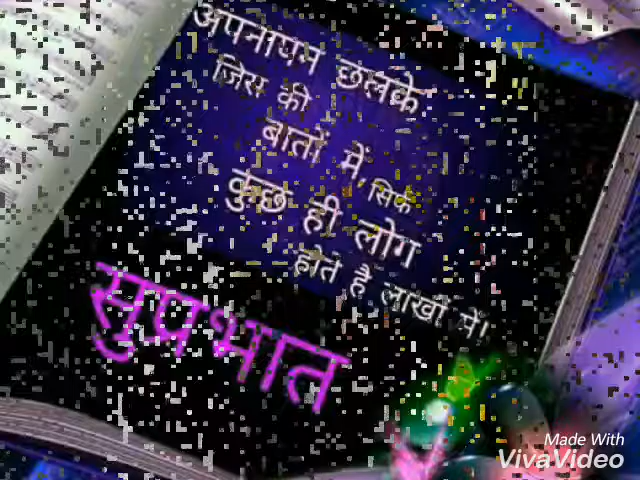 अपनापन छलके
जिस की
बातों में, सिर्फ
कुछ ही लोग
होते है लाखों में।
सुप्रभात
Made With
VivaVideo